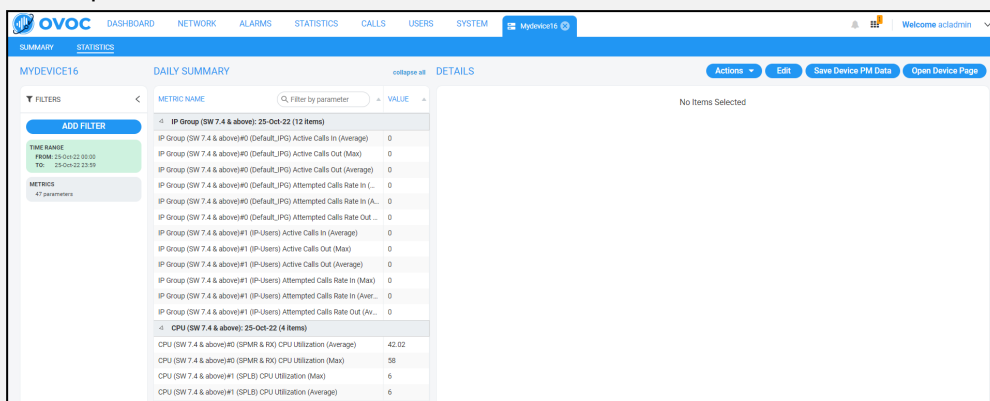 OVOC DASHBOARD NETWORK ALARMS STATISTICS CALLS USERS SYSTEM Mydevice16 Welcome acladmin
SUMMARY STATISTICS
MYDEVICE16 DAILY SUMMARY collapse all DETAILS Actions Edit Save Device PM Data Open Device Page
FILTERS METRIC NAME Filter by parameter VALUE No Items Selected
ADD FILTER
TIME RANGE
FROM: 25-Oct-22 00:00
TO: 25-Oct-22 23:59
METRICS
47 parameters
IP Group (SW 7.4 & above): 25-Oct-22 (12 items)
IP Group (SW 7.4 & above)#0 (Default_IPG) Active Calls In (Average) 0
IP Group (SW 7.4 & above)#0 (Default_IPG) Active Calls Out (Max) 0
IP Group (SW 7.4 & above)#0 (Default_IPG) Active Calls Out (Average) 0
IP Group (SW 7.4 & above)#0 (Default_IPG) Attempted Calls Rate In (... 0
IP Group (SW 7.4 & above)#0 (Default_IPG) Attempted Calls Rate In (A... 0
IP Group (SW 7.4 & above)#0 (Default_IPG) Attempted Calls Rate Out ... 0
IP Group (SW 7.4 & above)#1 (IP-Users) Active Calls In (Average) 0
IP Group (SW 7.4 & above)#1 (IP-Users) Active Calls Out (Max) 0
IP Group (SW 7.4 & above)#1 (IP-Users) Active Calls Out (Average) 0
IP Group (SW 7.4 & above)#1 (IP-Users) Attempted Calls Rate In (Max) 0
IP Group (SW 7.4 & above)#1 (IP-Users) Attempted Calls Rate In (Aver... 0
IP Group (SW 7.4 & above)#1 (IP-Users) Attempted Calls Rate Out (Av... 0
CPU (SW 7.4 & above): 25-Oct-22 (4 items)
CPU (SW 7.4 & above)#0 (SPMR & RX) CPU Utilization (Average) 42.02
CPU (SW 7.4 & above)#0 (SPMR & RX) CPU Utilization (Max) 58
CPU (SW 7.4 & above)#1 (SPLB) CPU Utilization (Max) 6
CPU (SW 7.4 & above)#1 (SPLB) CPU Utilization (Average) 6